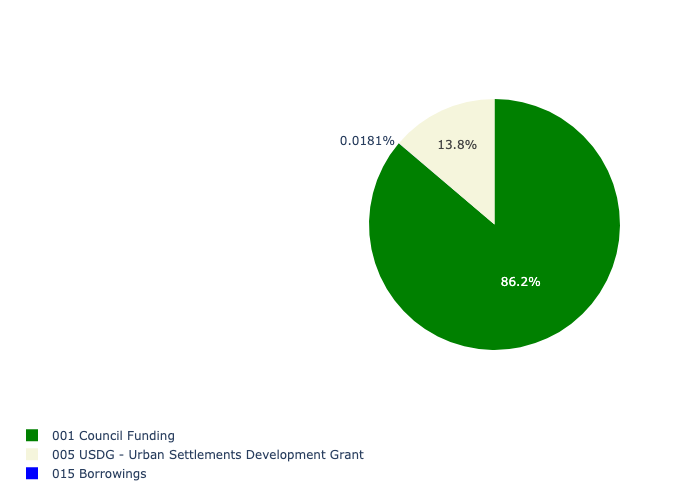 0.0181%
13.8%
86.2%
001 Council Funding
005 USDG - Urban Settlements Development Grant
015 Borrowings